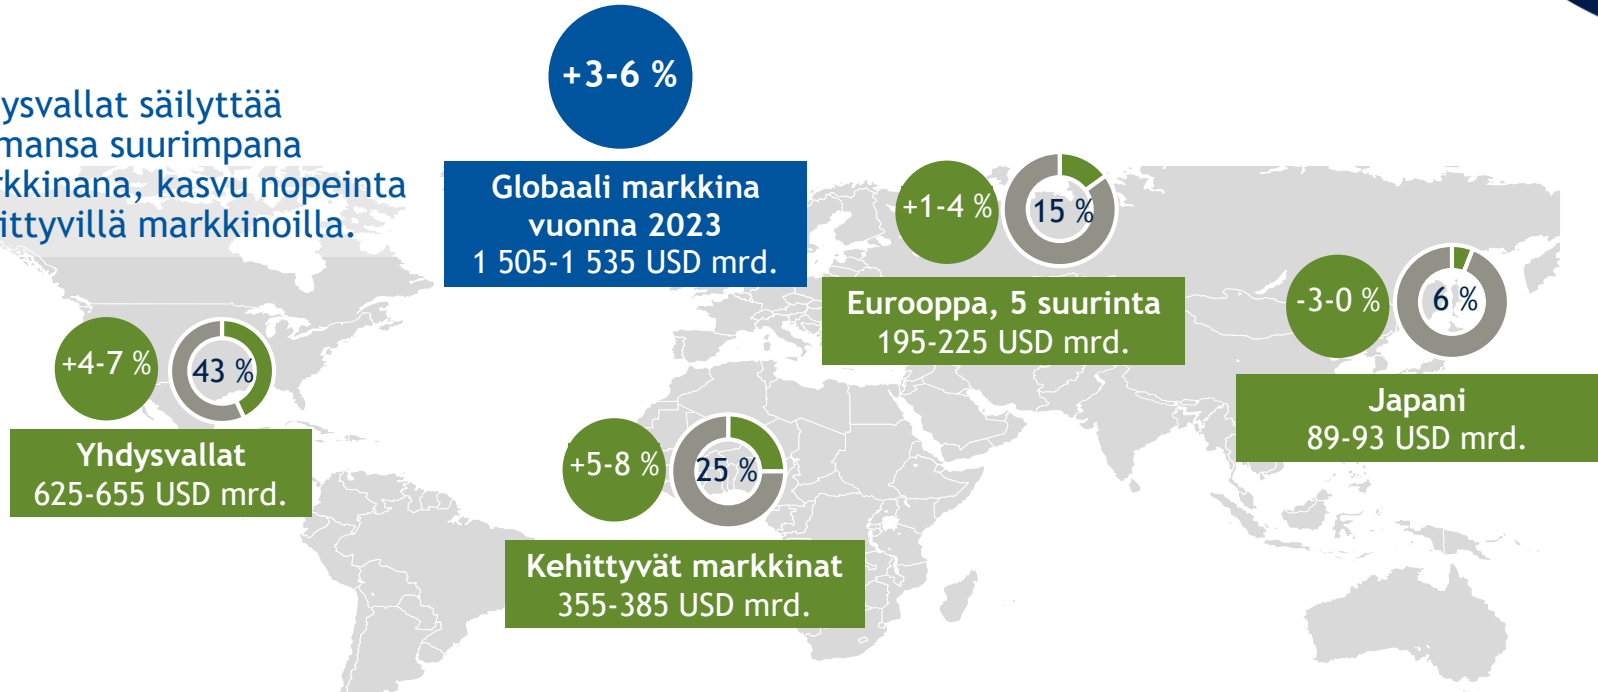 +3-6 %
ysvallat säilyttää
mansa suurimpana
rkkinana, kasvu nopeinta
ittyvillä markkinoilla.
Globaali markkina
vuonna 2023
1 505-1 535 USD mrd.
+1-4 %
15 %
Eurooppa, 5 suurinta
195-225 USD mrd.
-3-0 %
6 %
Japani
89-93 USD mrd.
+4-7 %
43 %
Yhdysvallat
625-655 USD mrd.
+5-8 %
25 %
Kehittyvät markkinat
355-385 USD mrd.